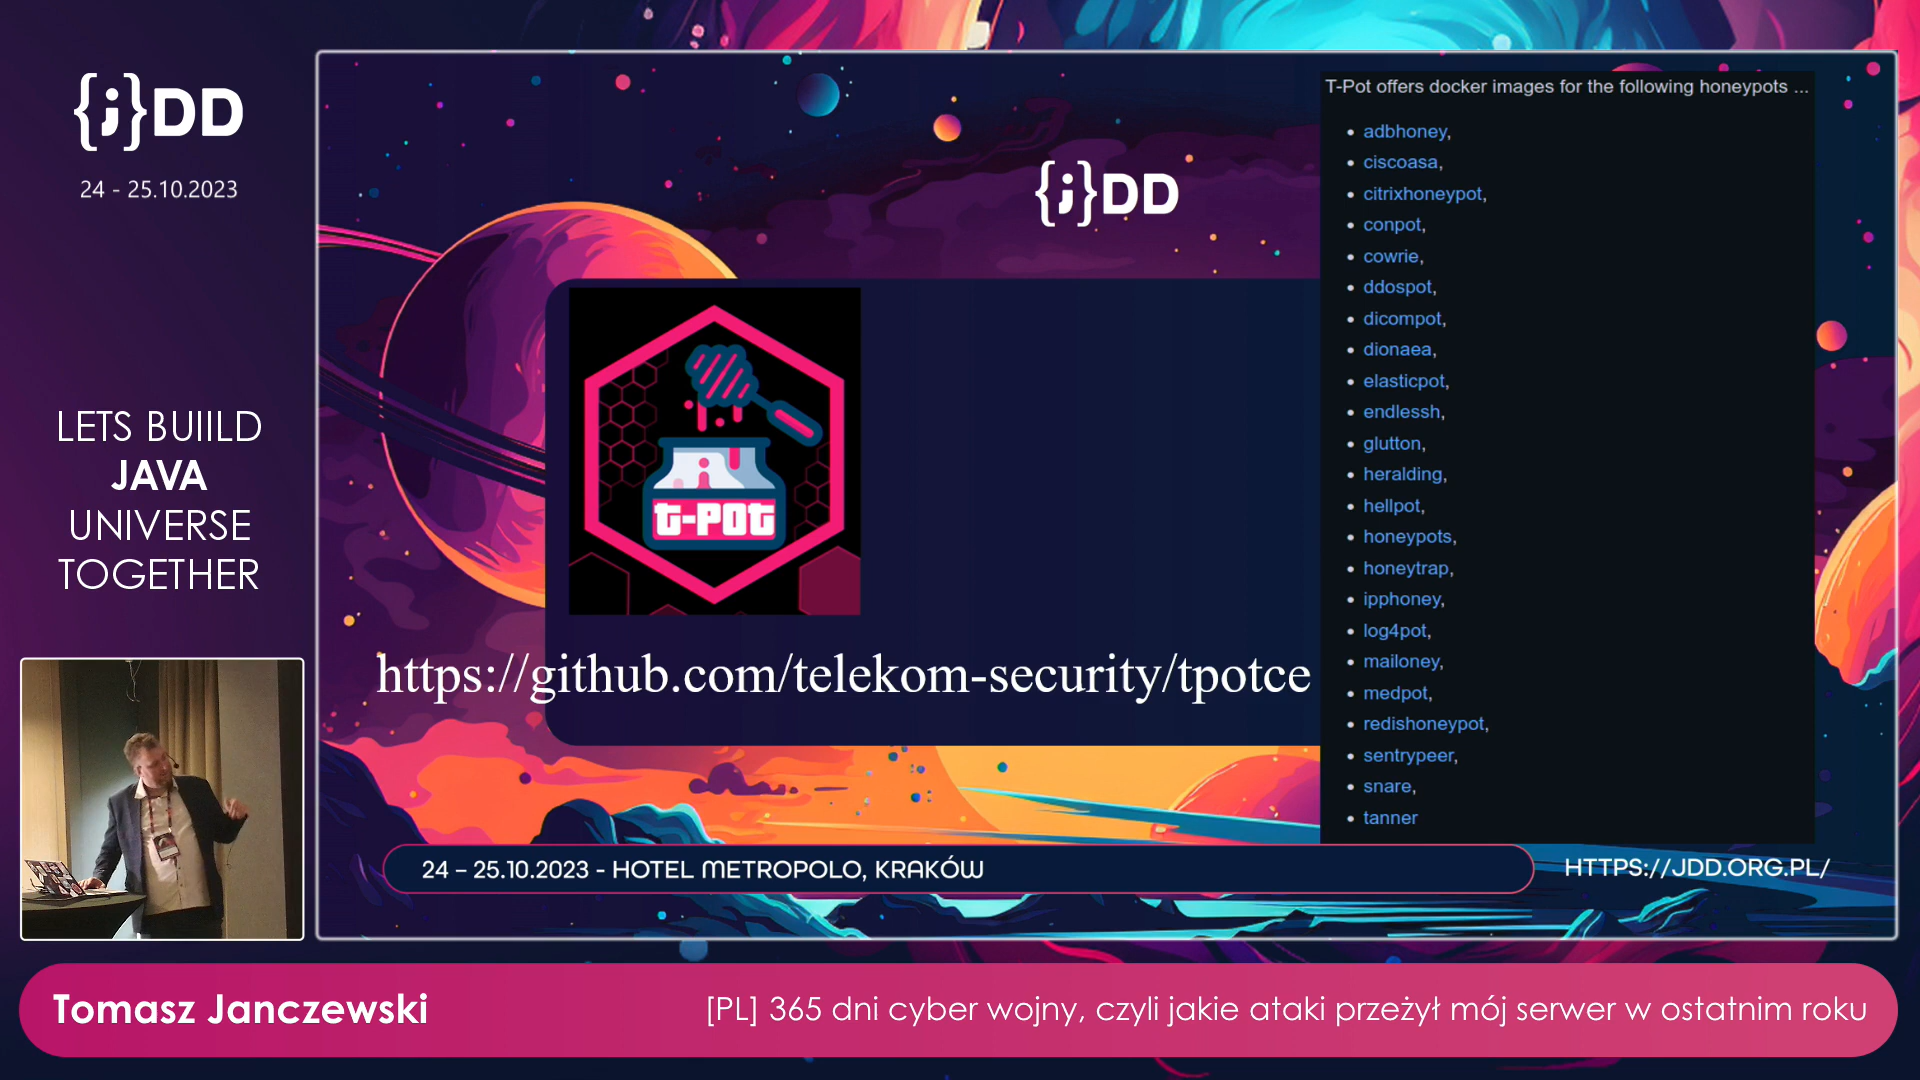 {j}DD
24 - 25.10.2023
LETS BUIILD
JAVA
UNIVERSE
TOGETHER
{j}DD
t-POt
https://github.com/telekom-security/tpotce
T-Pot offers docker images for the following honeypots ...
• adbhoney,
• ciscoasa,
• citrixhoneypot,
• conpot,
• cowrie,
• ddospot,
• dicompot,
• dionaea,
• elasticpot,
• endlessh,
• glutton,
• heralding,
• hellpot,
• honeypots,
• honeytrap,
• ipphoney,
• log4pot,
• mailoney,
• medpot,
• redishoneypot,
• sentrypeer,
• snare,
• tanner
24 – 25.10.2023 - HOTEL METROPOLO, KRAKÓW
HTTPS://JDD.ORG.PL/
Tomasz Janczewski
[PL] 365 dni cyber wojny, czyli jakie ataki przeżył mój serwer w ostatnim roku